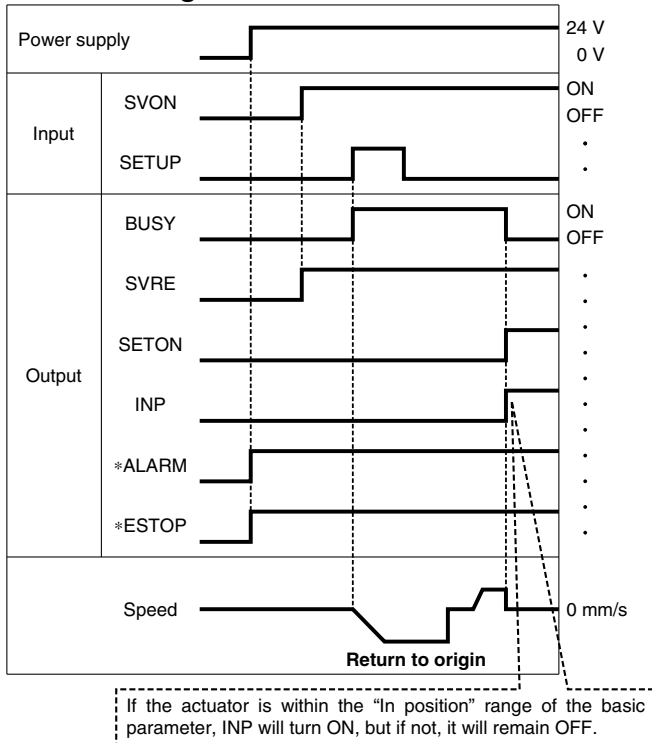 Power supply
24 V
0 V
Input
SVON
ON
OFF
SETUP
Output
BUSY
ON
OFF
SVRE
SETON
INP
*ALARM
*ESTOP
Speed
0 mm/s
Return to origin
If the actuator is within the “In position” range of the basic
parameter, INP will turn ON, but if not, it will remain OFF.